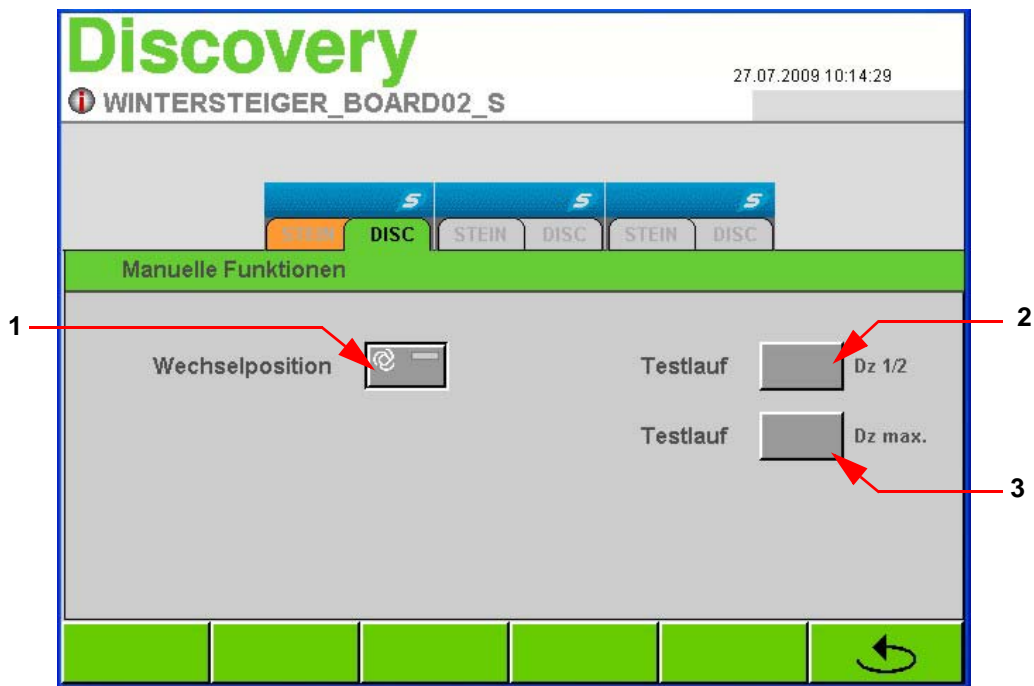 Discovery
27.07.2009 10:14:29
WINTERSTEIGER_BOARD02_S
S S S
STEIN DISC STEIN DISC STEIN DISC
Manuelle Funktionen
1
2
Wechselposition
Testlauf Dz 1/2
Testlauf Dz max.
3